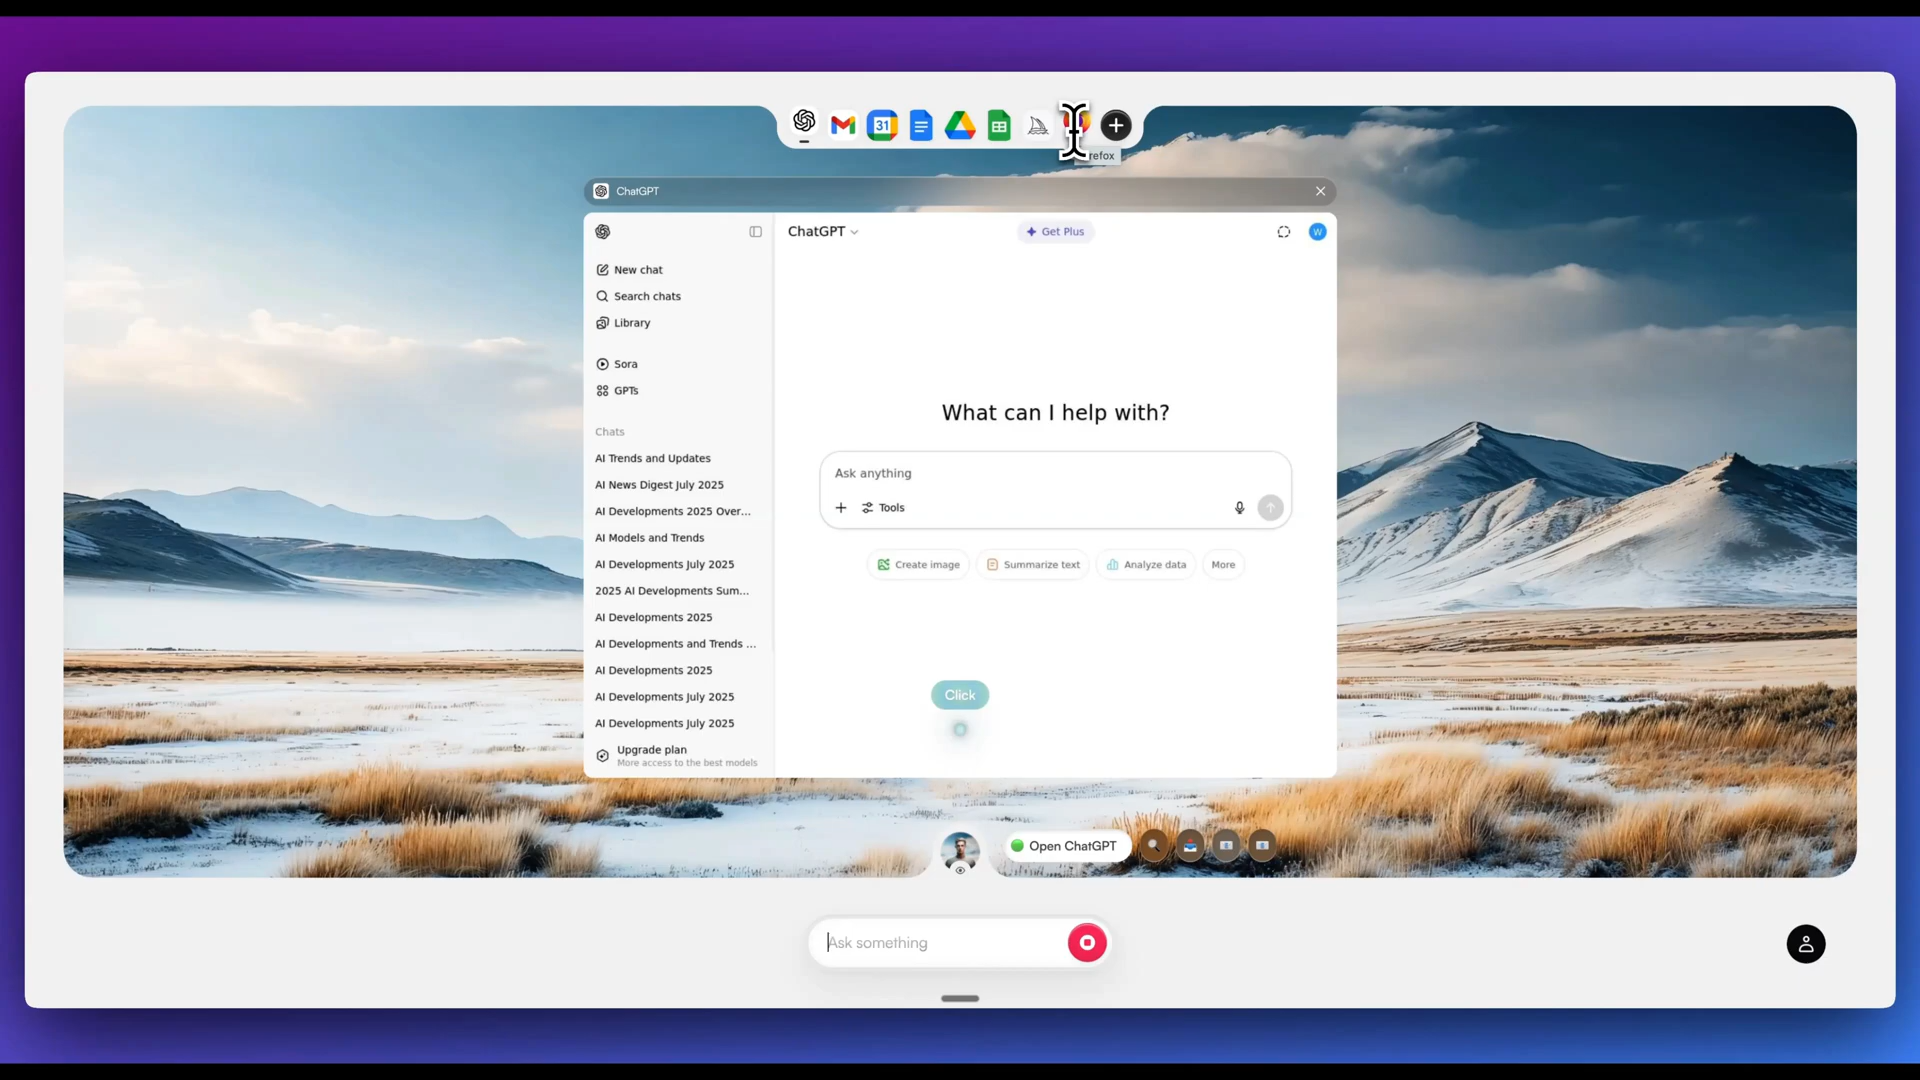 31
refox
ChatGPT
ChatGPT
Get Plus
W
New chat
Search chats
Library
Sora
GPTs
Chats
AI Trends and Updates
AI News Digest July 2025
AI Developments 2025 Over...
AI Models and Trends
AI Developments July 2025
2025 AI Developments Sum...
AI Developments 2025
AI Developments and Trends ...
AI Developments 2025
AI Developments July 2025
AI Developments July 2025
Upgrade plan
More access to the best models
What can I help with?
Ask anything
Tools
Create image
Summarize text
Analyze data
More
Click
Open ChatGPT
Ask something